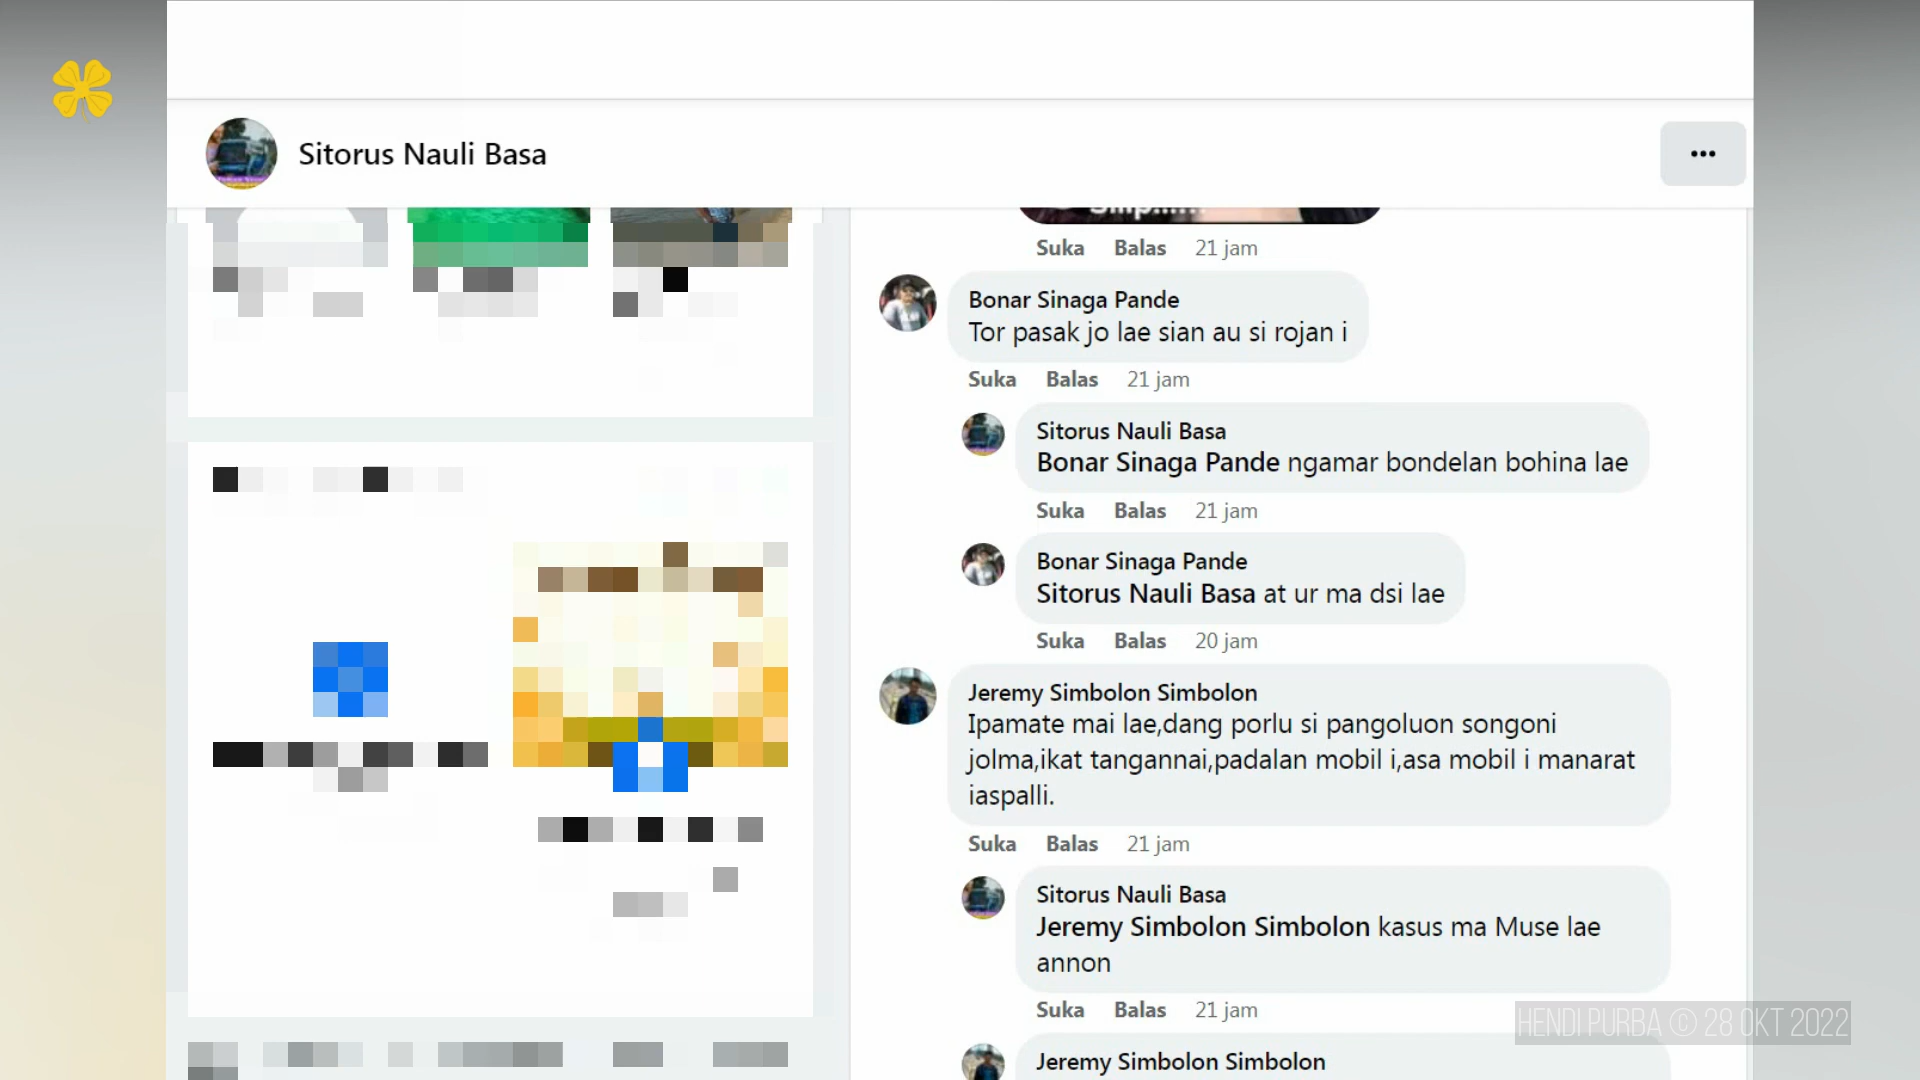 Sitorus Nauli Basa
Suka Balas 21 jam
Bonar Sinaga Pande
Tor pasak jo lae sian au si rojan i
Suka Balas 21 jam
Sitorus Nauli Basa
Bonar Sinaga Pande ngamar bondelan bohina lae
Suka Balas 21 jam
Bonar Sinaga Pande
Sitorus Nauli Basa at ur ma dsi lae
Suka Balas 20 jam
Jeremy Simbolon Simbolon
Ipamate mai lae,dang porlu si pangoluon songoni
jolma,ikat tangannai,padalan mobil i,asa mobil i manarat
iaspalli.
Suka Balas 21 jam
Sitorus Nauli Basa
Jeremy Simbolon Simbolon kasus ma Muse lae
annon
Suka Balas 21 jam
Jeremy Simbolon Simbolon
HENDI PURBA © 28 OKT 2022